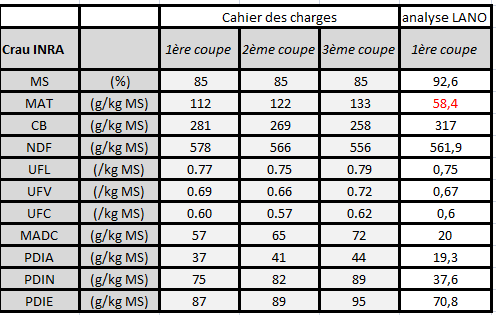 Cahier des charges analyse LANO
Crau INRA 1ère coupe 2ème coupe 3ème coupe 1ère coupe
MS (%) 85 85 85 92,6
MAT (g/kg MS) 112 122 133 58,4
CB (g/kg MS) 281 269 258 317
NDF (g/kg MS) 578 566 556 561,9
UFL (/kg MS) 0.77 0.75 0.79 0,75
UFV (/kg MS) 0.69 0.66 0.72 0,67
UFC (/kg MS) 0.60 0.57 0.62 0,6
MADC (g/kg MS) 57 65 72 20
PDIA (g/kg MS) 37 41 44 19,3
PDIN (g/kg MS) 75 82 89 37,6
PDIE (g/kg MS) 87 89 95 70,8